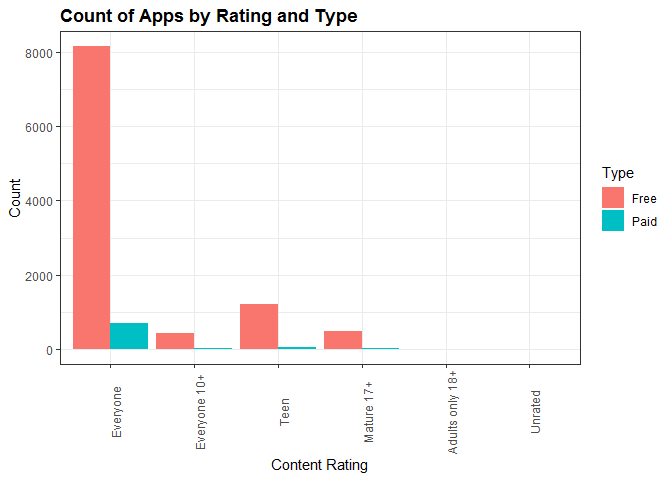 Count of Apps by Rating and Type
8000
6000
4000
2000
0
Count
Everyone
Everyone 10+
Teen
Mature 17+
Adults only 18+
Unrated
Content Rating
Type
Free
Paid